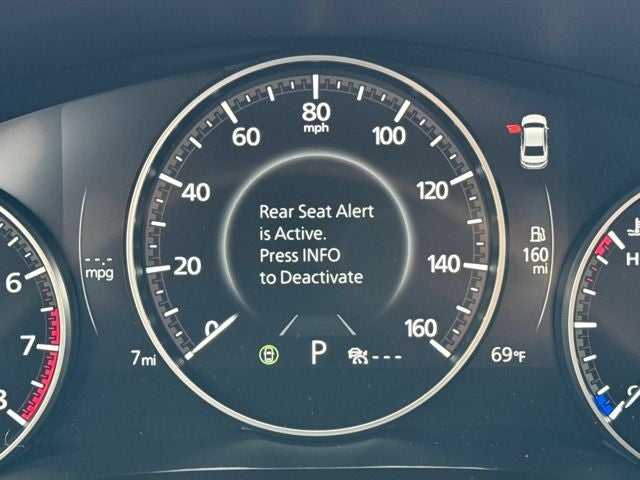 80
mph
60
100
40
120
20
140
0
160
Rear Seat Alert
is Active.
Press INFO
to Deactivate
-.-
mpg
160
mi
6
7
8
H
C
7mi
P
---
69°F